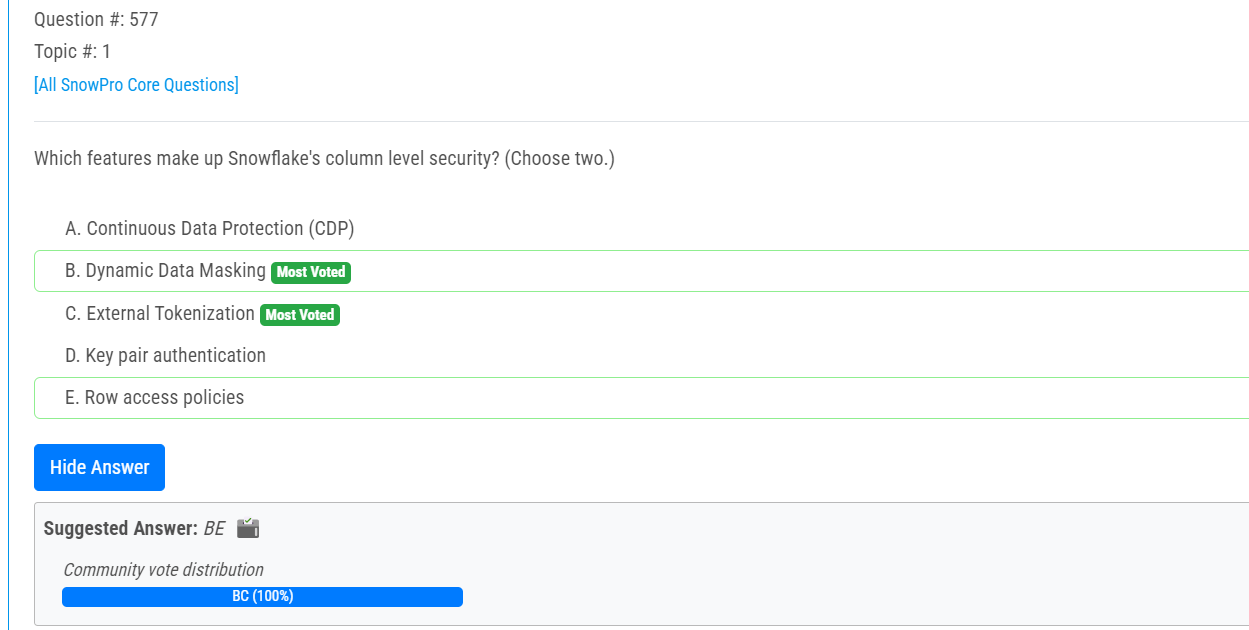 Question #: 577
Topic #: 1
[All SnowPro Core Questions]
Which features make up Snowflake's column level security? (Choose two.)
A. Continuous Data Protection (CDP)
B. Dynamic Data Masking Most Voted
C. External Tokenization Most Voted
D. Key pair authentication
E. Row access policies
Hide Answer
Suggested Answer: BE
Community vote distribution
BC (100%)